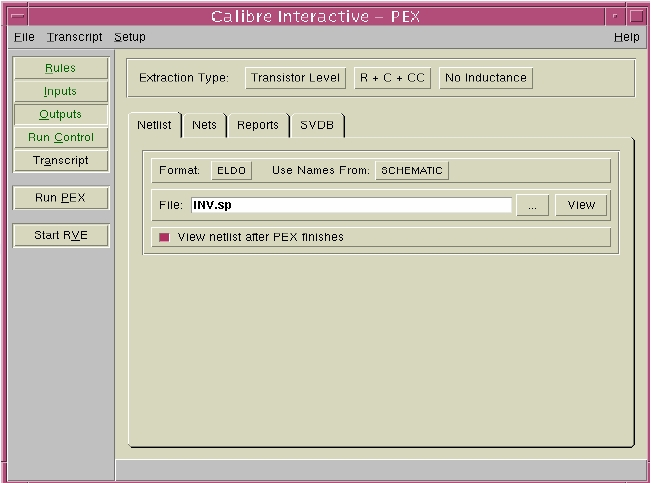 Calibre Interactive - PEX
File Transcript Setup Help
Rules
Inputs
Outputs
Run Control
Transcript
Run PEX
Start RVE
Extraction Type: Transistor Level R + C + CC No Inductance
Netlist Nets Reports SVDB
Format: ELDO Use Names From: SCHEMATIC
File: INV.sp ... View
View netlist after PEX finishes